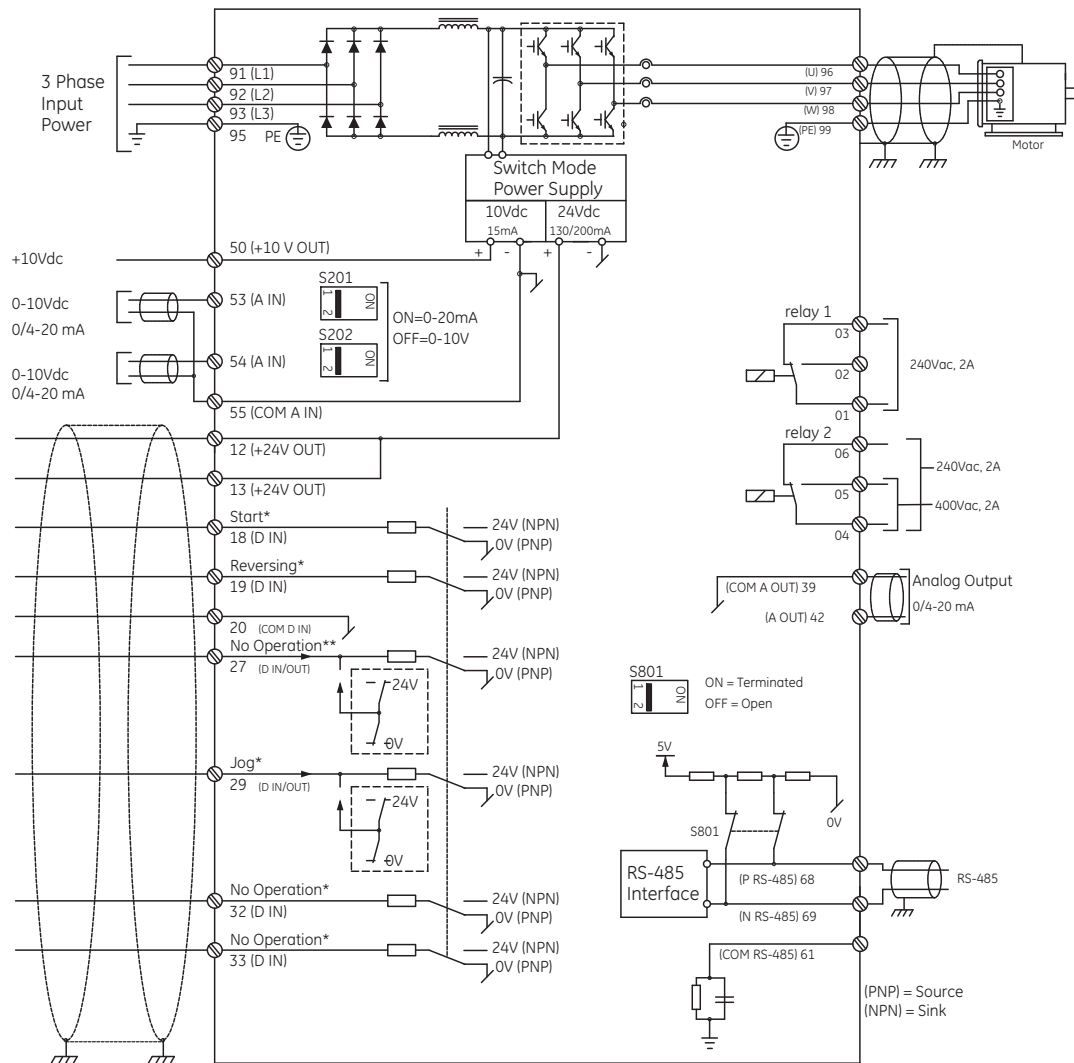 3 Phase
Input
Power
91 (L1)
92 (L2)
93 (L3)
95 PE
(U) 96
(V) 97
(W) 98
(PE) 99
Motor
Switch Mode
Power Supply
10Vdc
15mA
24Vdc
130/200mA
+ - + -
+10Vdc
50 (+10 V OUT)
0-10Vdc
0/4-20 mA
53 (A IN)
S201
1 2 ON
S202
1 2 ON
ON=0-20mA
OFF=0-10V
0-10Vdc
0/4-20 mA
54 (A IN)
55 (COM A IN)
12 (+24V OUT)
13 (+24V OUT)
Start*
18 (D IN)
24V (NPN)
0V (PNP)
Reversing*
19 (D IN)
24V (NPN)
0V (PNP)
20 (COM D IN)
No Operation**
27 (D IN/OUT)
24V (NPN)
0V (PNP)
24V
0V
Jog*
29 (D IN/OUT)
24V (NPN)
0V (PNP)
24V
0V
No Operation*
32 (D IN)
24V (NPN)
0V (PNP)
No Operation*
33 (D IN)
24V (NPN)
0V (PNP)
relay 1
03
02
01
240Vac, 2A
relay 2
06
05
04
240Vac, 2A
400Vac, 2A
(COM A OUT) 39
(A OUT) 42
Analog Output
0/4-20 mA
S801
1 2 ON
ON = Terminated
OFF = Open
5V
0V
S801
RS-485
Interface
(P RS-485) 68
(N RS-485) 69
RS-485
(COM RS-485) 61
(PNP) = Source
(NPN) = Sink